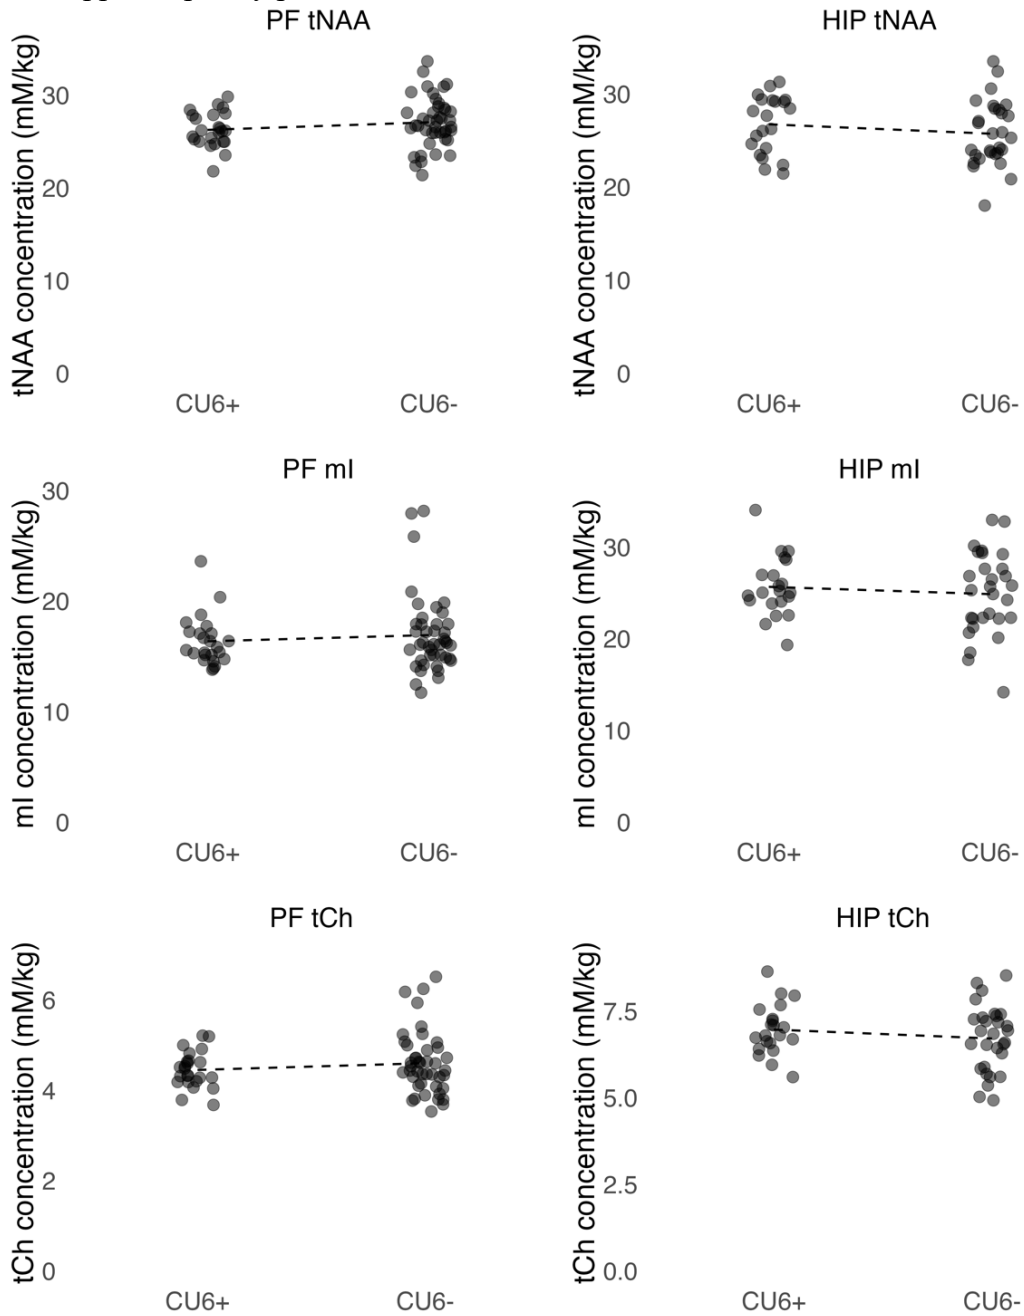 PF tNAA
tNAA concentration (mM/kg)
30
20
10
0
CU6+ CU6-
HIP tNAA
tNAA concentration (mM/kg)
30
20
10
0
CU6+ CU6-
PF mI
mI concentration (mM/kg)
30
20
10
0
CU6+ CU6-
HIP mI
mI concentration (mM/kg)
30
20
10
0
CU6+ CU6-
PF tCh
tCh concentration (mM/kg)
6
4
2
0
CU6+ CU6-
HIP tCh
tCh concentration (mM/kg)
7.5
5.0
2.5
0.0
CU6+ CU6-